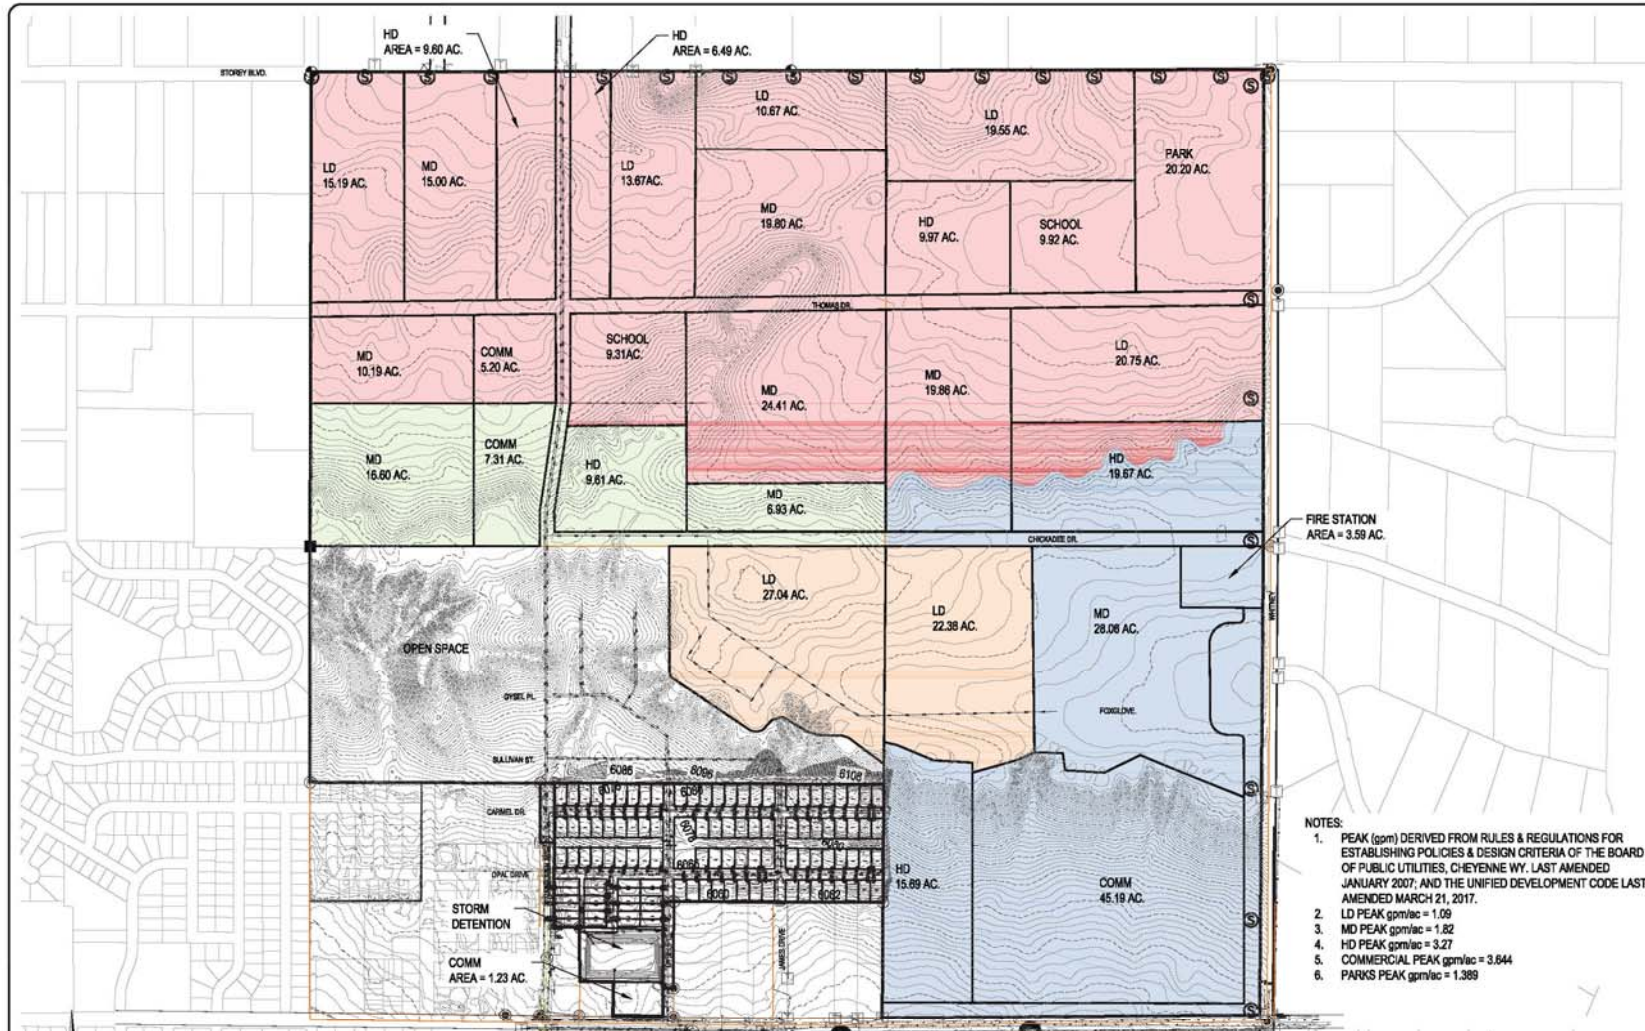 HD
AREA = 9.60 AC.
HD
AREA = 6.49 AC.
STOREY BLVD.
LD
15.19 AC.
MD
15.00 AC.
LD
13.67AC.
LD
10.67 AC.
MD
19.80 AC.
LD
19.55 AC.
PARK
20.20 AC.
HD
9.97 AC.
SCHOOL
9.92 AC.
THOMAS DR.
MD
10.19 AC.
COMM
5.20 AC.
SCHOOL
9.31AC.
MD
24.41 AC.
MD
19.86 AC.
LD
20.75 AC.
MD
16.60 AC.
COMM
7.31 AC.
HD
9.61 AC.
MD
6.93 AC.
HD
19.67 AC.
CHICKADEE DR.
FIRE STATION
AREA = 3.59 AC.
LD
27.04 AC.
LD
22.38 AC.
MD
28.06 AC.
WHITNEY
OPEN SPACE
GYSEL PL.
FOXGLOVE.
SULLIVAN ST.
6086
6096
6108
CARMEL DR.
6078
6080
OPAL DRIVE
6060
6062
STORM
DETENTION
COMM
AREA = 1.23 AC.
JAMES DRIVE
HD
15.69 AC.
COMM
45.19 AC.
NOTES:
1. PEAK (gpm) DERIVED FROM RULES & REGULATIONS FOR
ESTABLISHING POLICIES & DESIGN CRITERIA OF THE BOARD
OF PUBLIC UTILITIES, CHEYENNE WY. LAST AMENDED
JANUARY 2007; AND THE UNIFIED DEVELOPMENT CODE LAST
AMENDED MARCH 21, 2017.
2. LD PEAK gpm/ac = 1.09
3. MD PEAK gpm/ac = 1.82
4. HD PEAK gpm/ac = 3.27
5. COMMERCIAL PEAK gpm/ac = 3.644
6. PARKS PEAK gpm/ac = 1.389